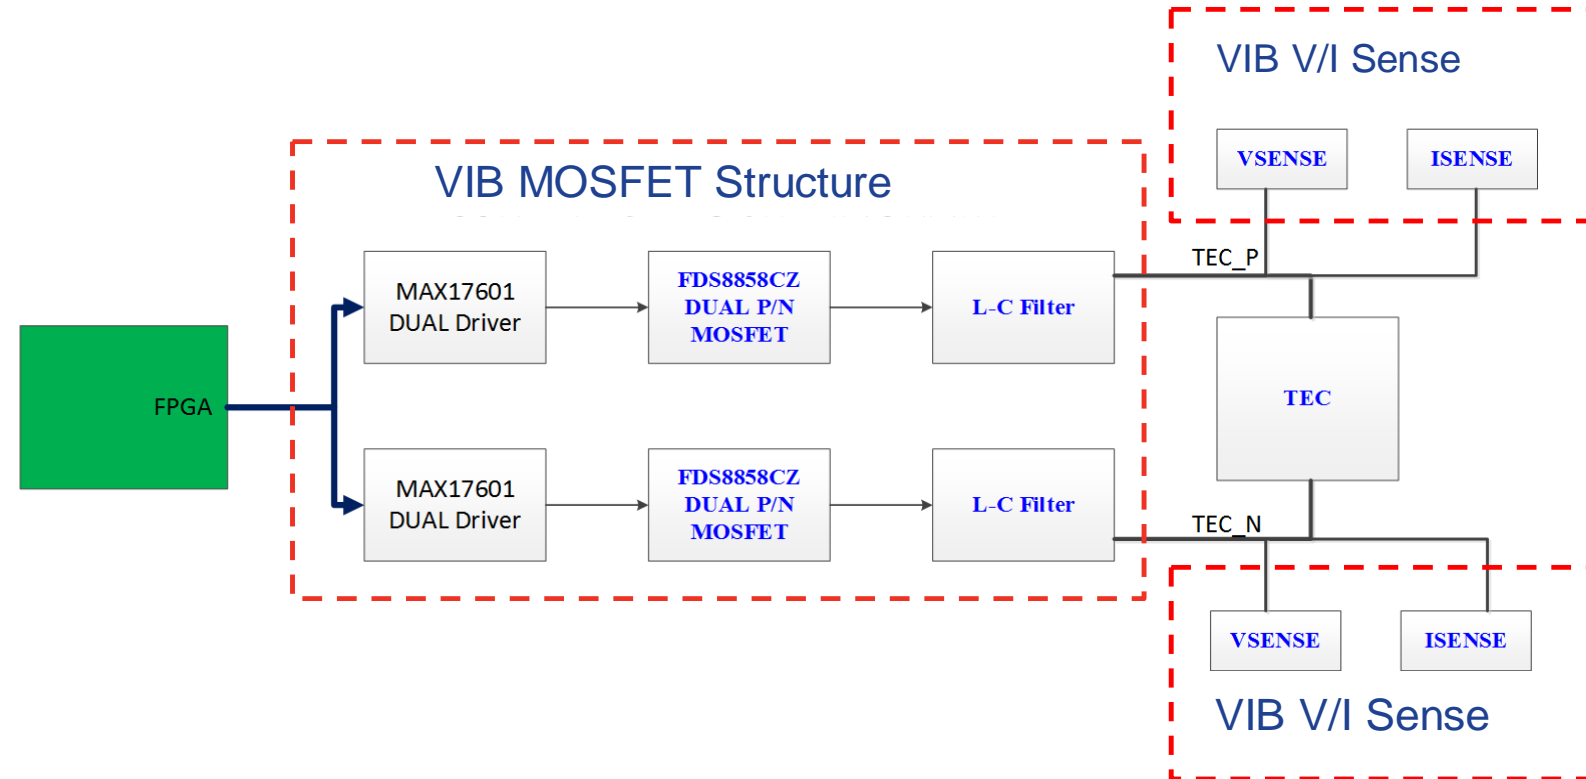 VIB V/I Sense
VSENSE
ISENSE
VIB MOSFET Structure
TEC_P
MAX17601
DUAL Driver
FDS8858CZ
DUAL P/N
MOSFET
L-C Filter
FPGA
TEC
MAX17601
DUAL Driver
FDS8858CZ
DUAL P/N
MOSFET
L-C Filter
TEC_N
VSENSE
ISENSE
VIB V/I Sense